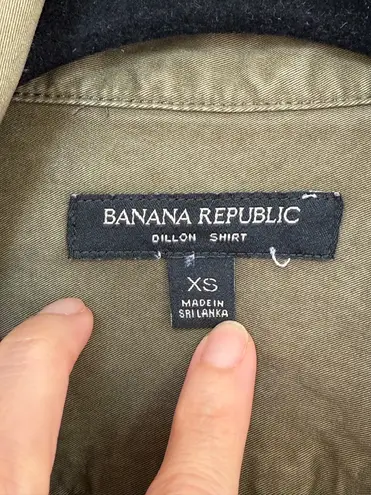 BANANA REPUBLIC
DILLON SHIRT
XS
MADE IN
SRI LANKA